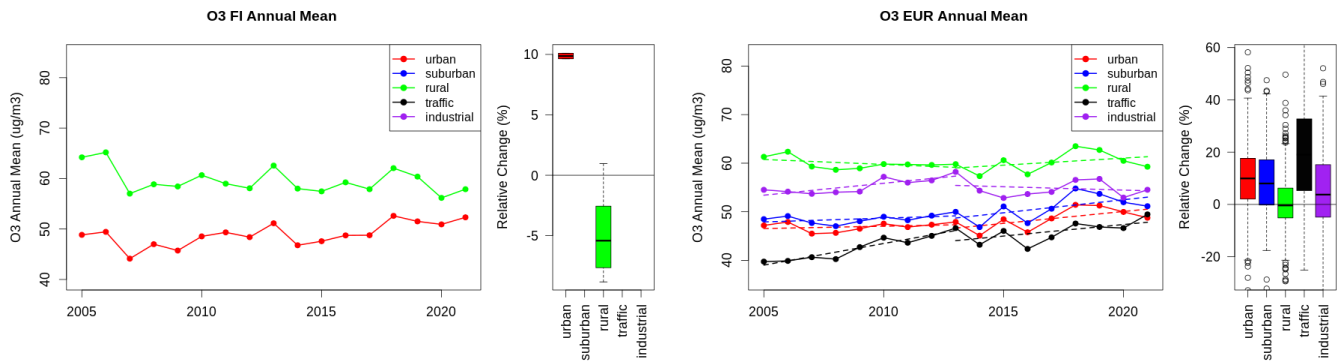 O3 FI Annual Mean
O3 Annual Mean (ug/m3)
80
70
60
50
40
2005
2010
2015
2020
urban
suburban
rural
traffic
industrial
Relative Change (%)
10
5
0
-5
urban
suburban
rural
traffic
industrial
O3 EUR Annual Mean
O3 Annual Mean (ug/m3)
80
70
60
50
40
2005
2010
2015
2020
urban
suburban
rural
traffic
industrial
Relative Change (%)
60
40
20
0
-20
urban
suburban
rural
traffic
industrial